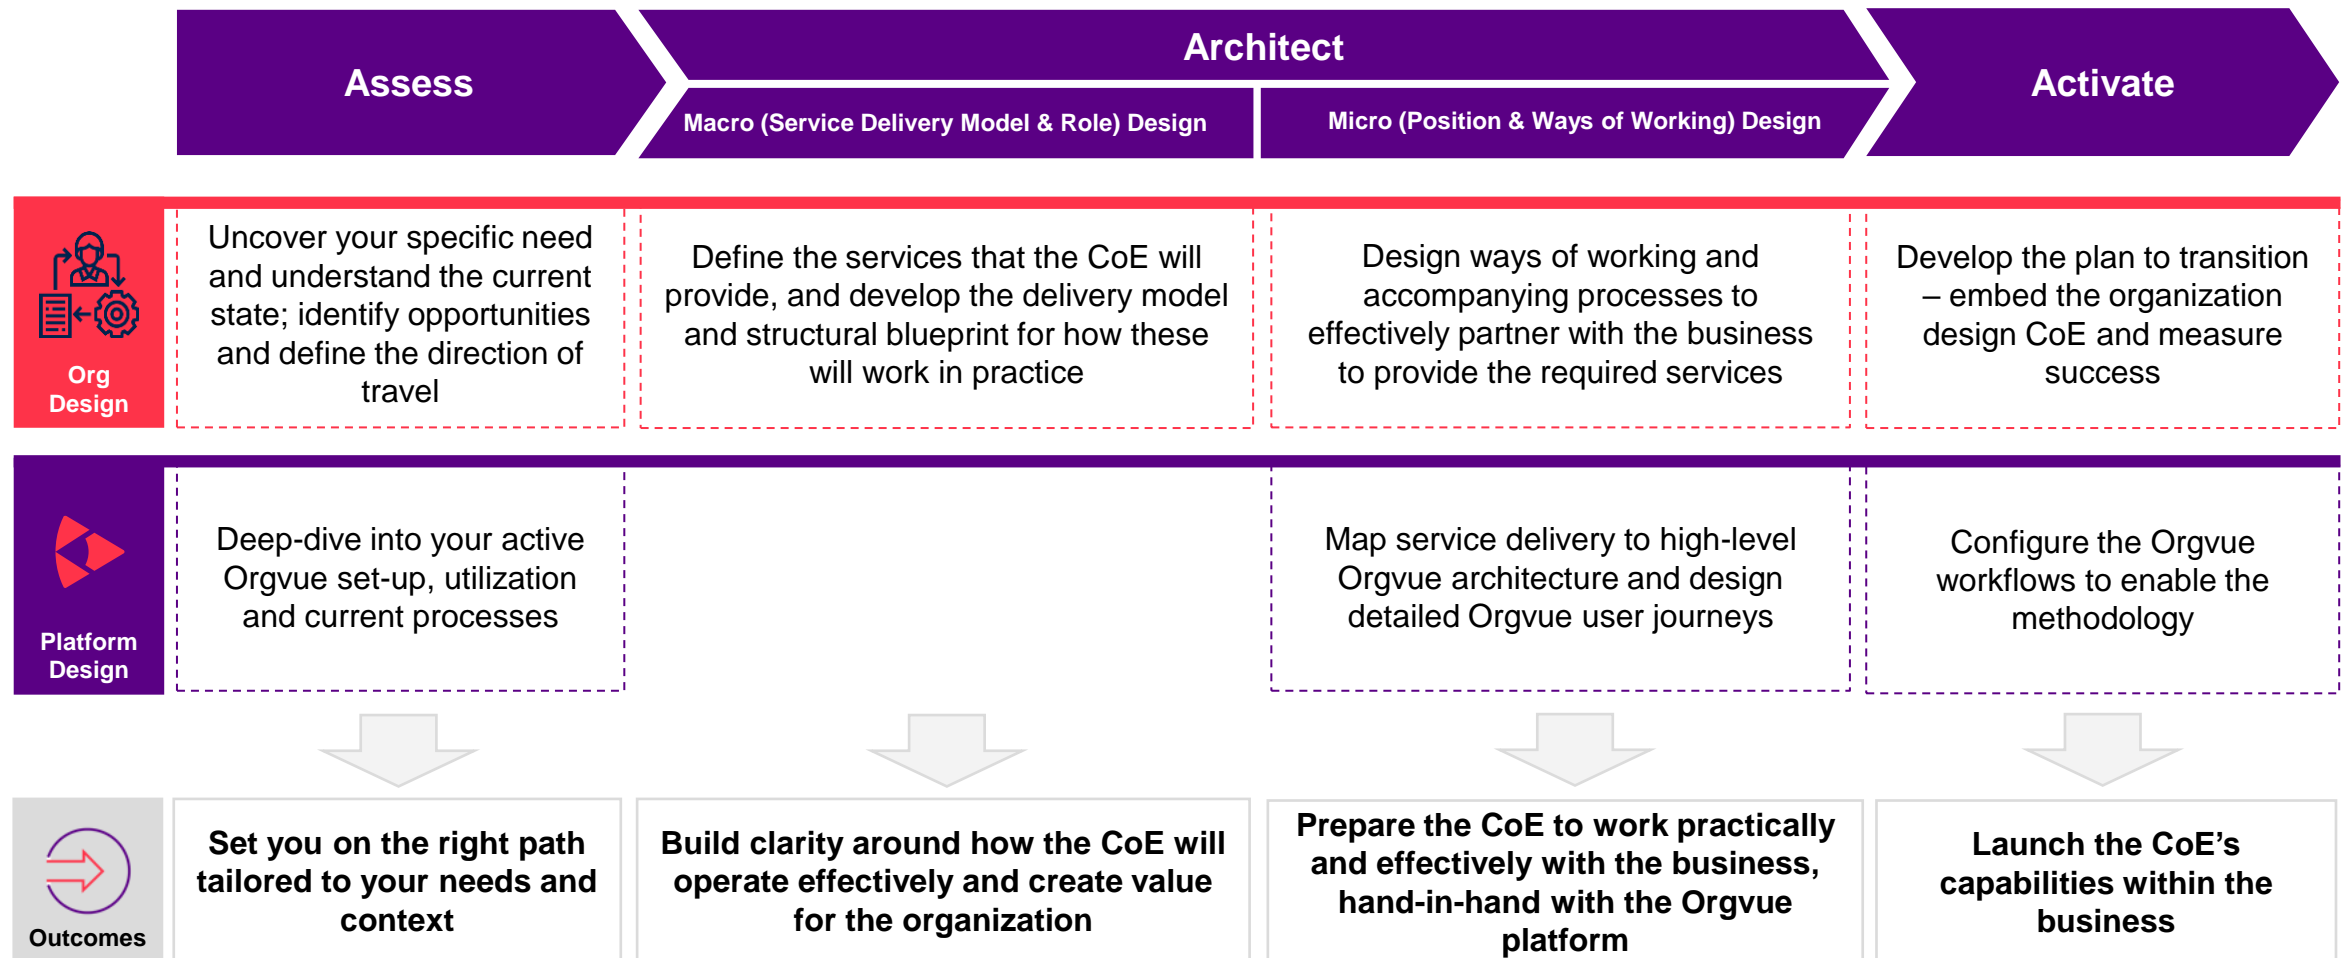 Assess
Architect
Macro (Service Delivery Model & Role) Design
Micro (Position & Ways of Working) Design
Activate
Org
Design
Uncover your specific need
and understand the current
state; identify opportunities
and define the direction of
travel
Define the services that the CoE will
provide, and develop the delivery model
and structural blueprint for how these
will work in practice
Design ways of working and
accompanying processes to
effectively partner with the business
to provide the required services
Develop the plan to transition
– embed the organization
design CoE and measure
success
Platform
Design
Deep-dive into your active
Orgvue set-up, utilization
and current processes
Map service delivery to high-level
Orgvue architecture and design
detailed Orgvue user journeys
Configure the Orgvue
workflows to enable the
methodology
Outcomes
Set you on the right path
tailored to your needs and
context
Build clarity around how the CoE will
operate effectively and create value
for the organization
Prepare the CoE to work practically
and effectively with the business,
hand-in-hand with the Orgvue
platform
Launch the CoE’s
capabilities within the
business